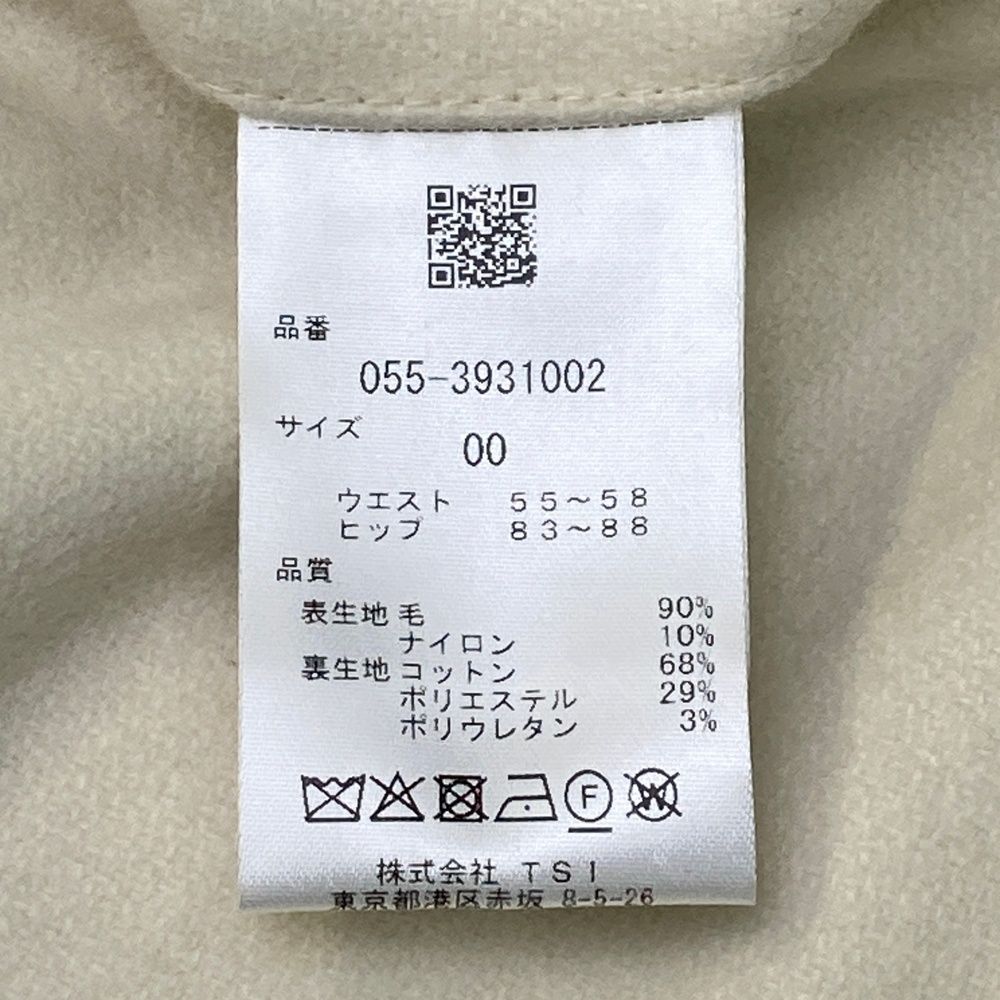 品番
055-3931002
サイズ
00
ウエスト 55～58
ヒップ 83～88
品質
表生地 毛 90%
ナイロン 10%
裏生地 コットン 68%
ポリエステル 29%
ポリウレタン 3%
F W
株式会社 TSI
東京都港区赤坂 8-5-26